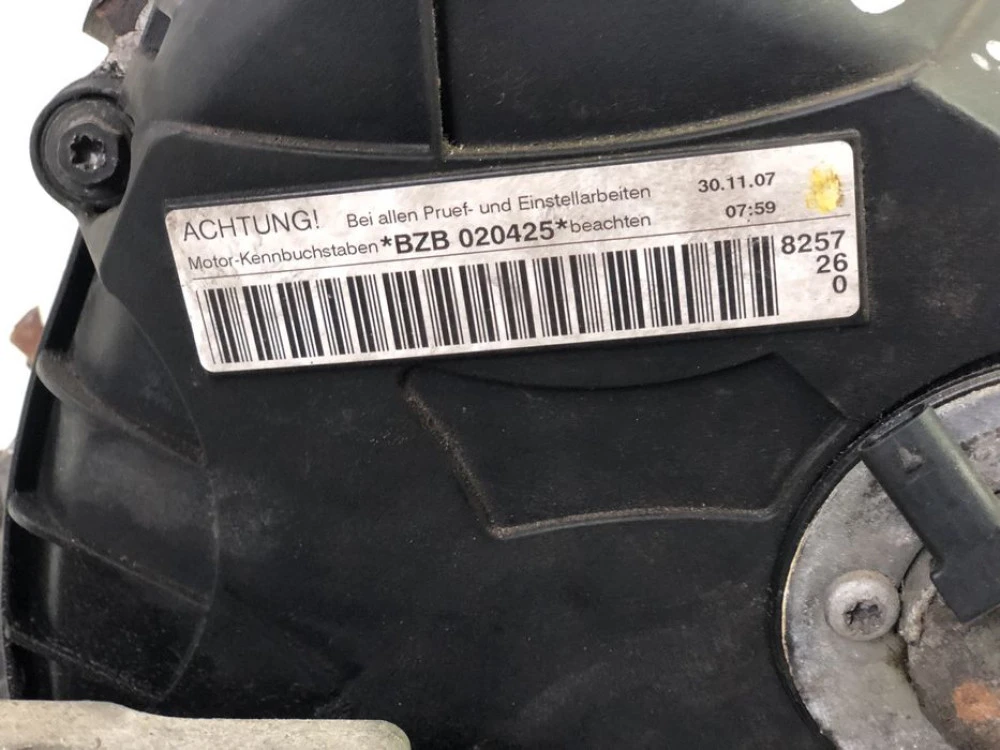 ACHTUNG! Bei allen Pruef- und Einstellarbeiten 30.11.07
Motor-Kennbuchstaben *BZB 020425* beachten 07:59
8257
26
0